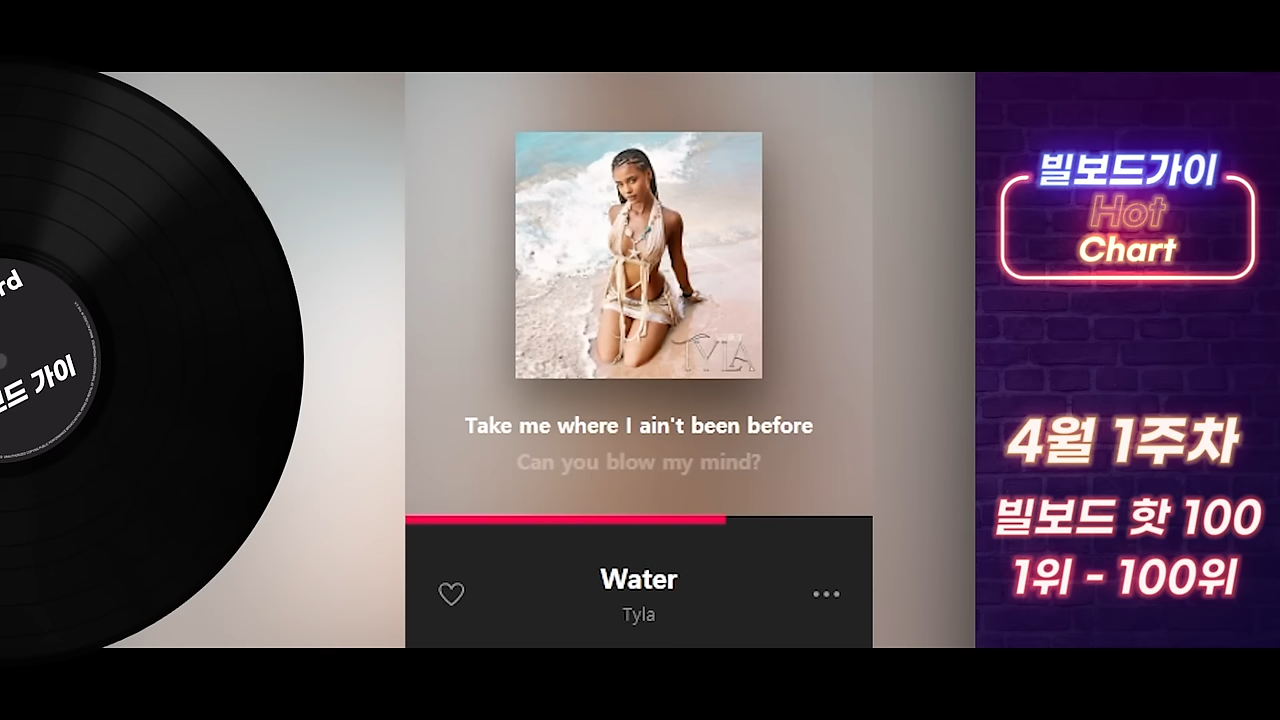 rd
보드 가이
TYLA
Take me where I ain't been before
Can you blow my mind?
Water
Tyla
빌보드가이
Hot
Chart
4월 1주차
빌보드 핫 100
1위 - 100위